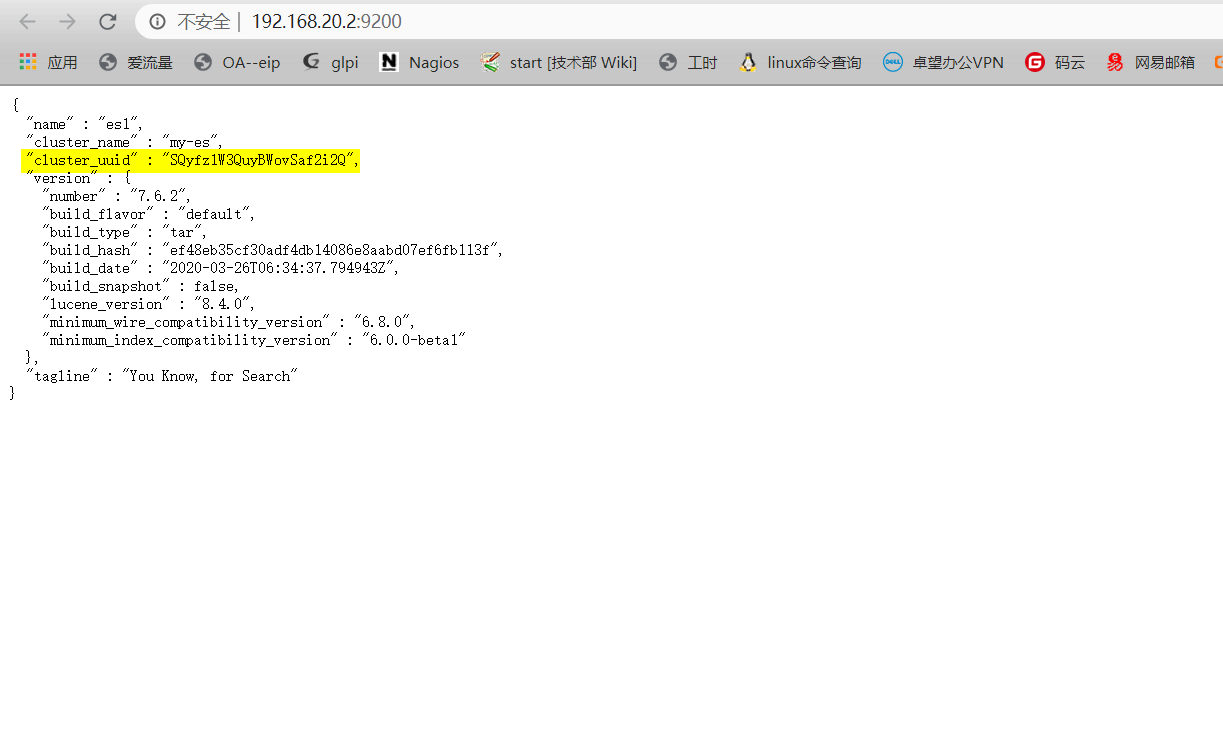 不安全 | 192.168.20.2:9200
应用 爱流量 OA--eip glpi Nagios start [技术部 Wiki] 工时 linux命令查询 卓望办公VPN 码云 网易邮箱
{
"name" : "es1",
"cluster_name" : "my-es",
"cluster_uuid" : "SQyfz1W3QuyBWovSaf2i2Q",
"version" : {
"number" : "7.6.2",
"build_flavor" : "default",
"build_type" : "tar",
"build_hash" : "ef48eb35cf30adf4db14086e8aabd07ef6fb113f",
"build_date" : "2020-03-26T06:34:37.794943Z",
"build_snapshot" : false,
"lucene_version" : "8.4.0",
"minimum_wire_compatibility_version" : "6.8.0",
"minimum_index_compatibility_version" : "6.0.0-beta1"
},
"tagline" : "You Know, for Search"
}